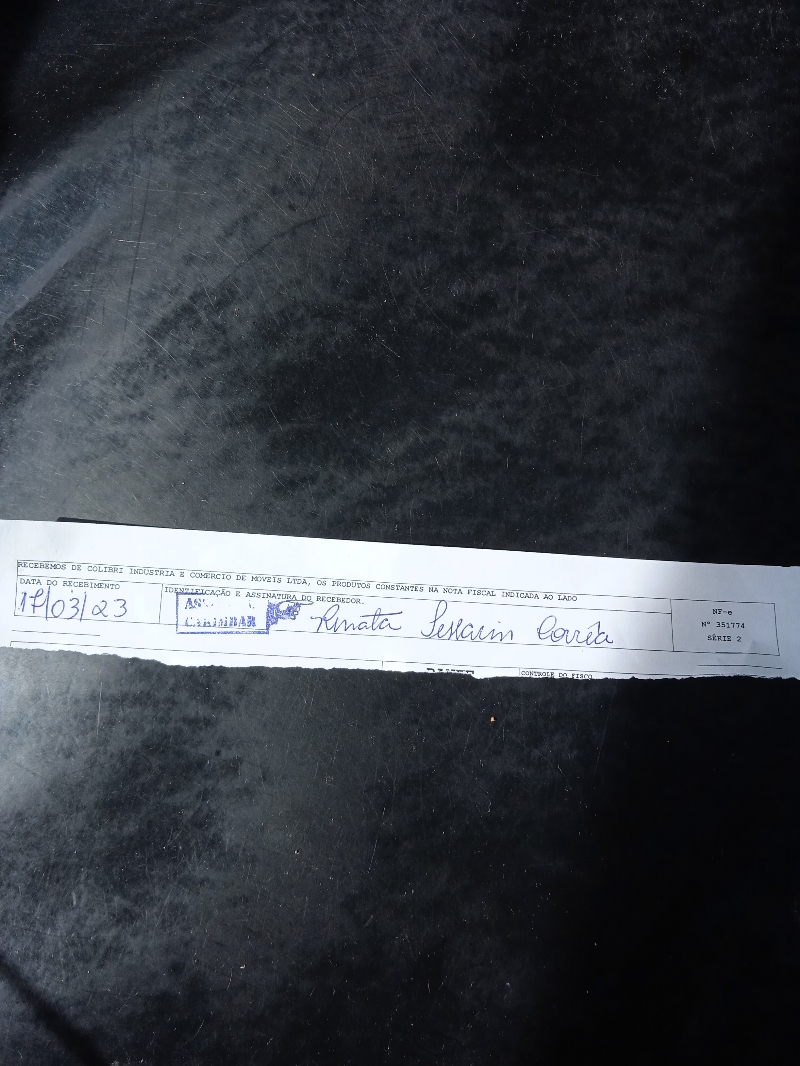 RECEBEMOS DE COLIBRI INDUSTRIA E COMERCIO DE MOVEIS LTDA, OS PRODUTOS CONSTANTES NA NOTA FISCAL INDICADA AO LADO
DATA DO RECEBIMENTO
17/03/23
IDENTIFICAÇÃO E ASSINATURA DO RECEBEDOR.
CARIMBAR
Renata Corrêa
NF-e
Nº 351774
SÉRIE 2
CONTROLE DO FISCO